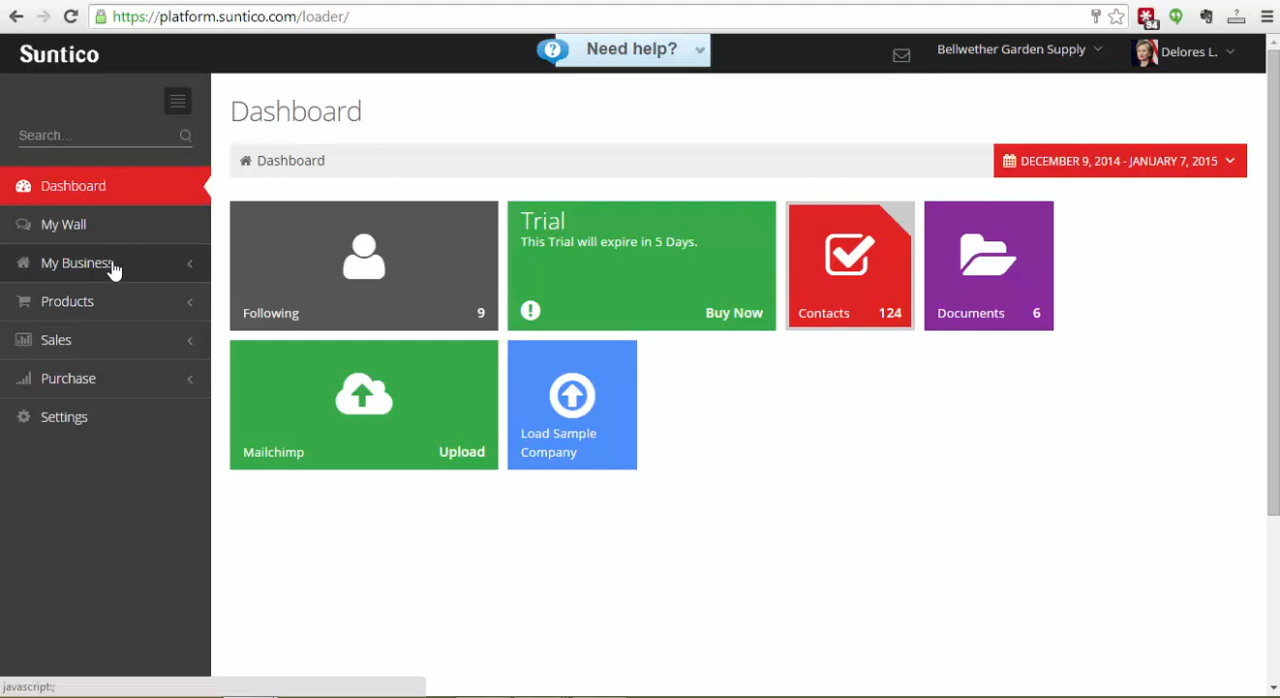 https://platform.suntico.com/loader/
94
Suntico
Need help?
Bellwether Garden Supply
Delores L.
Search...
Dashboard
My Wall
My Business
Products
Sales
Purchase
Settings
Dashboard
Dashboard
DECEMBER 9, 2014 - JANUARY 7, 2015
Following 9
Trial
This Trial will expire in 5 Days.
Buy Now
Contacts 124
Documents 6
Mailchimp Upload
Load Sample
Company
javascript:;